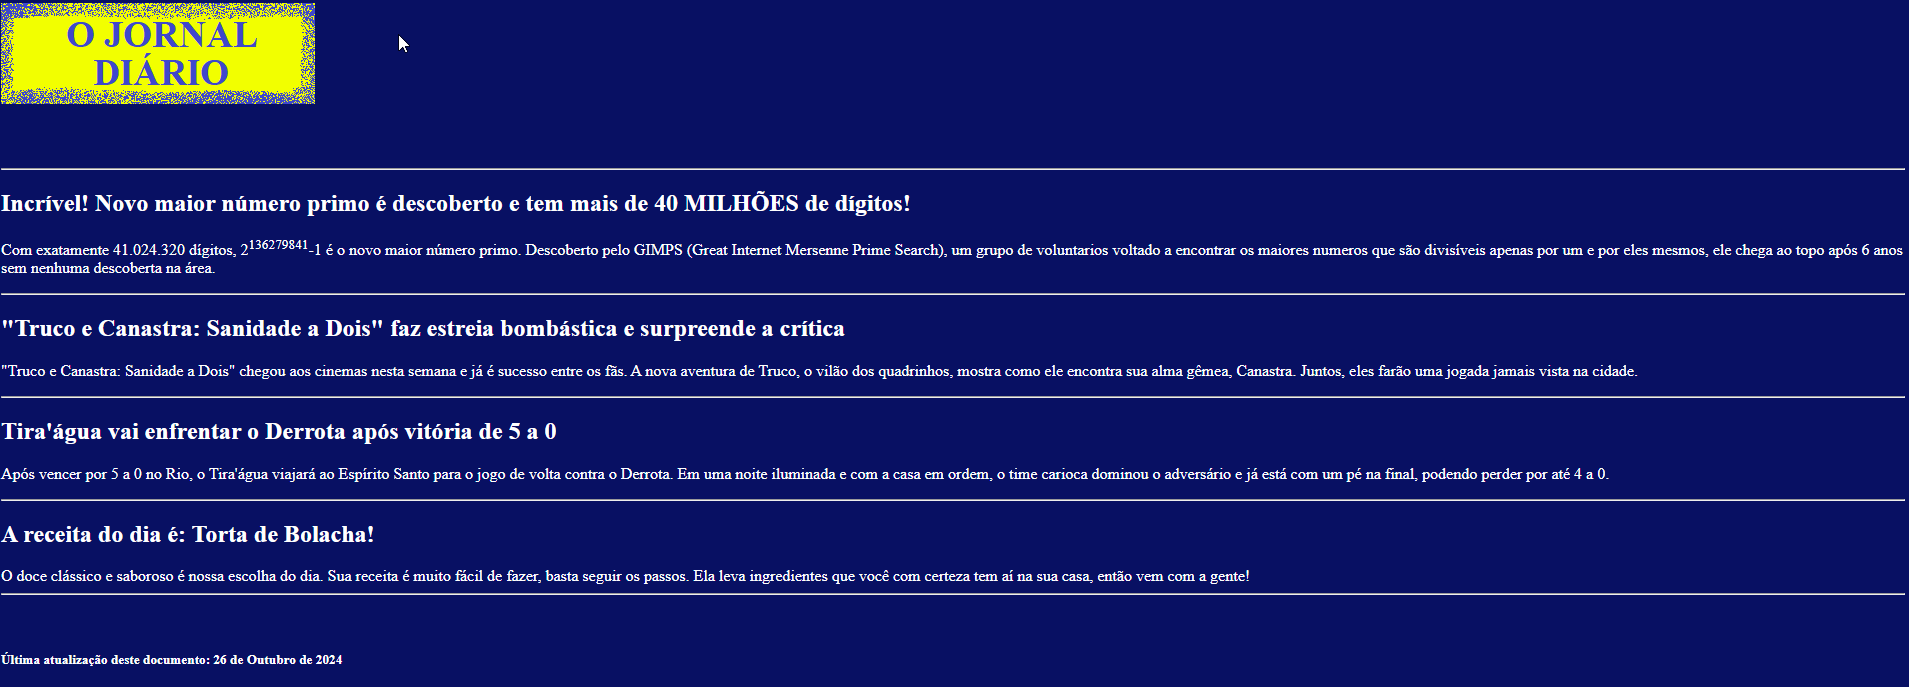 O JORNAL
DIÁRIO
Incrível! Novo maior número primo é descoberto e tem mais de 40 MILHÕES de dígitos!
Com exatamente 41.024.320 dígitos, 2^136279841-1 é o novo maior número primo. Descoberto pelo GIMPS (Great Internet Mersenne Prime Search), um grupo de voluntarios voltado a encontrar os maiores numeros que são divisíveis apenas por um e por eles mesmos, ele chega ao topo após 6 anos
sem nenhuma descoberta na área.
"Truco e Canastra: Sanidade a Dois" faz estreia bombástica e surpreende a crítica
"Truco e Canastra: Sanidade a Dois" chegou aos cinemas nesta semana e já é sucesso entre os fãs. A nova aventura de Truco, o vilão dos quadrinhos, mostra como ele encontra sua alma gêmea, Canastra. Juntos, eles farão uma jogada jamais vista na cidade.
Tira'água vai enfrentar o Derrota após vitória de 5 a 0
Após vencer por 5 a 0 no Rio, o Tira'água viajará ao Espírito Santo para o jogo de volta contra o Derrota. Em uma noite iluminada e com a casa em ordem, o time carioca dominou o adversário e já está com um pé na final, podendo perder por até 4 a 0.
A receita do dia é: Torta de Bolacha!
O doce clássico e saboroso é nossa escolha do dia. Sua receita é muito fácil de fazer, basta seguir os passos. Ela leva ingredientes que você com certeza tem aí na sua casa, então vem com a gente!
Última atualização deste documento: 26 de Outubro de 2024